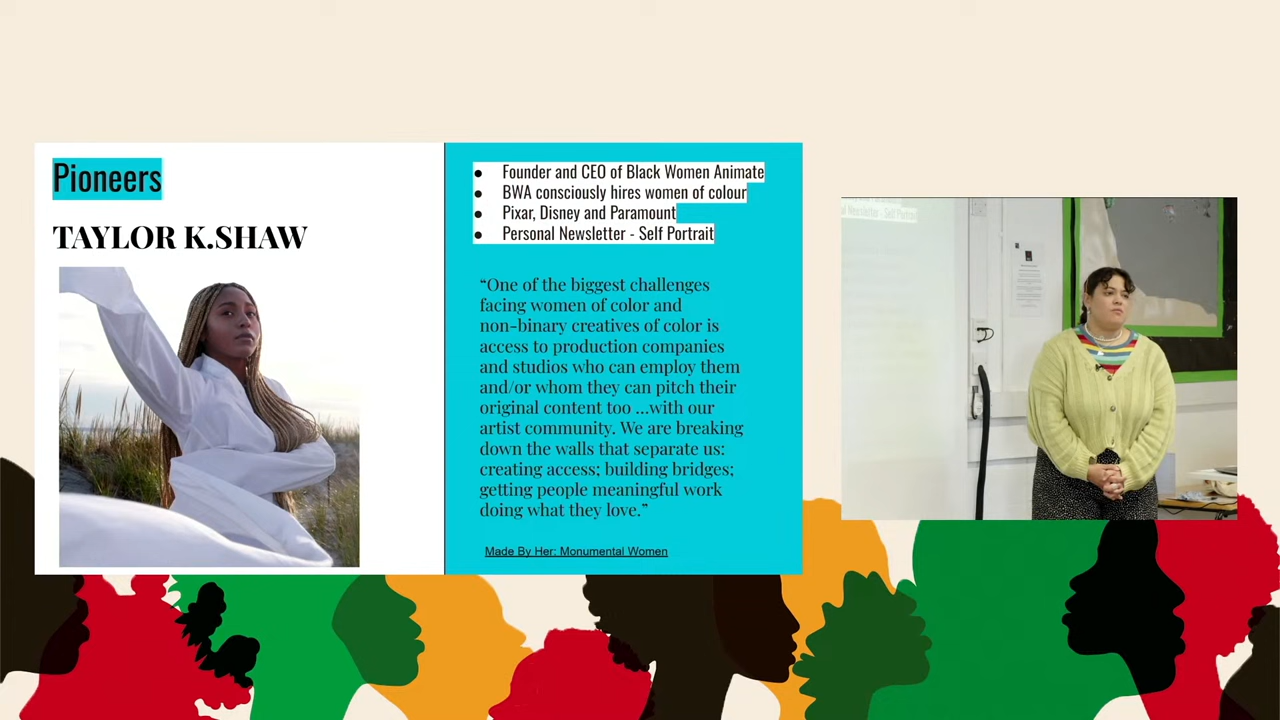 Pioneers
TAYLOR K.SHAW
● Founder and CEO of Black Women Animate
● BWA consciously hires women of colour
● Pixar, Disney and Paramount
● Personal Newsletter - Self Portrait
“One of the biggest challenges
facing women of color and
non-binary creatives of color is
access to production companies
and studios who can employ them
and/or whom they can pitch their
original content too ...with our
artist community. We are breaking
down the walls that separate us:
creating access; building bridges;
getting people meaningful work
doing what they love.”
Made By Her: Monumental Women